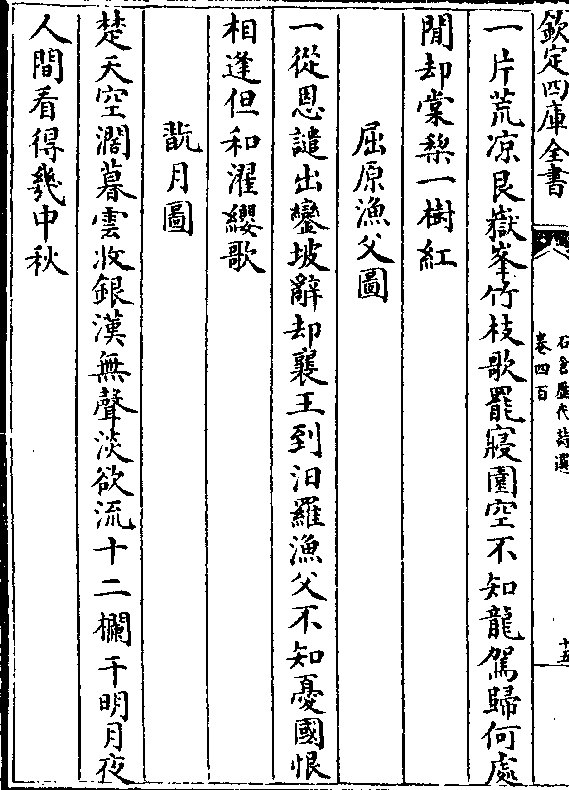 欽定四庫全書
石倉歷代詩選
卷四百
十五
一片荒凉艮嶽峯竹枝歌罷寢園空不知龍駕歸何處
閒却棠梨一樹紅
屈原漁父圖
一從恩譴出鑾坡辭却襄王到汨羅漁父不知憂國恨
相逢但和濯纓歌
翫月圖
楚天空濶暮雲收銀漢無聲淡欲流十二欄干明月夜
人間看得幾中秋